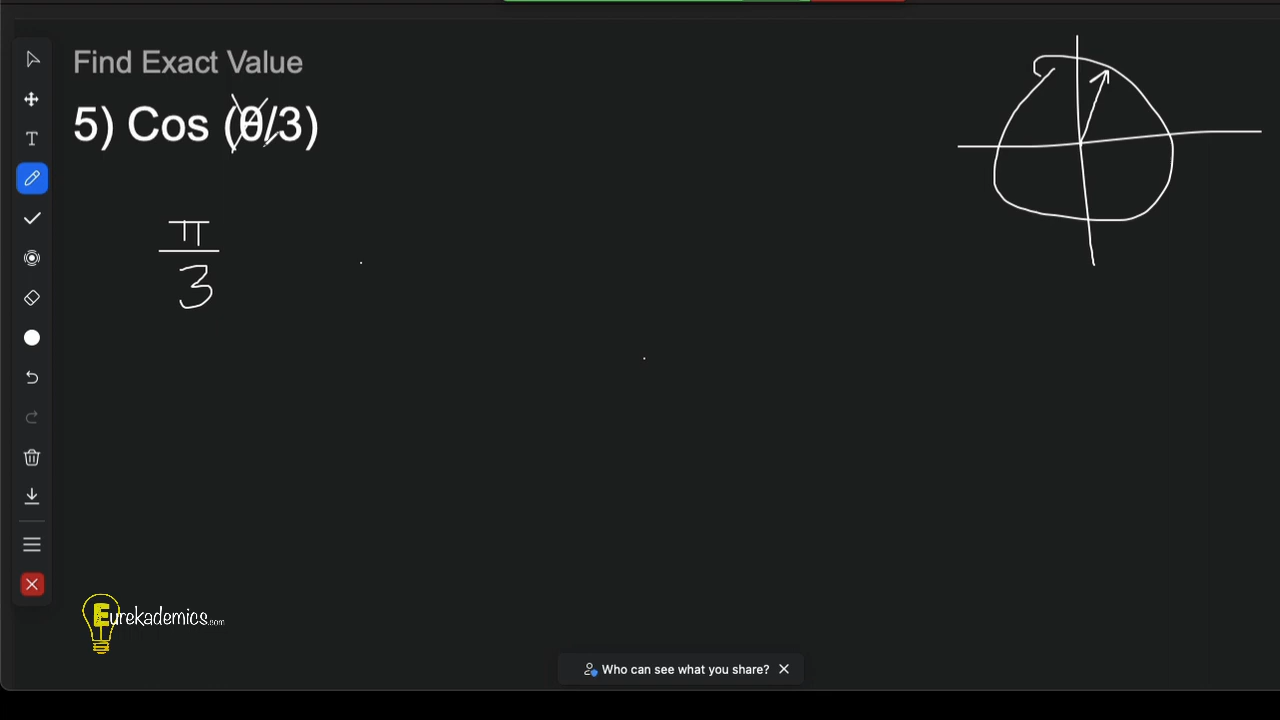 Find Exact Value
5) Cos (θ/3)
π
3
Eurekademics.com
Who can see what you share?